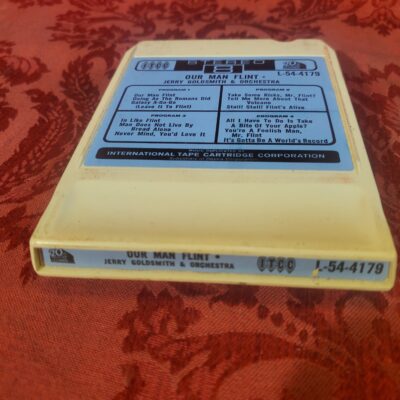 STEREO
8
ITCC
OUR MAN FLINT •
JERRY GOLDSMITH & ORCHESTRA
L-54-4179
PROGRAM 1
Our Man Flint
Galaxy A-Go-Go
(Leave It To Flint)
PROGRAM 2
Take Some Risks, Mr. Flint?
Tell Me More About That
Volcano
Stall! Stall! Flint's Alive
PROGRAM 3
In Like Flint
Man Does Not Live By
Bread Alone
Never Mind, You'd Love It
PROGRAM 4
All I Have To Do Is Take
A Bite Of Your Apple?
You're A Foolish Man,
Mr. Flint
It's Gotta Be A World's Record
INTERNATIONAL TAPE CARTRIDGE CORPORATION
OUR MAN FLINT •
JERRY GOLDSMITH & ORCHESTRA
ITCC
L-54-4179